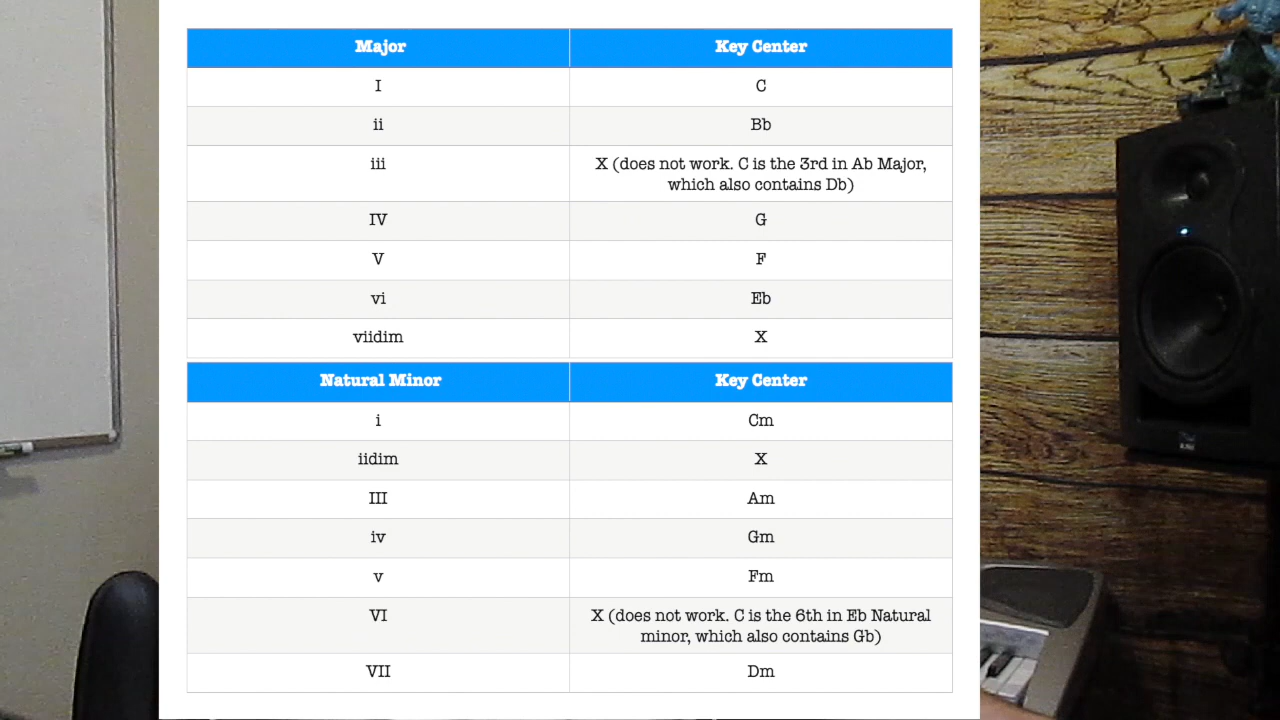 Major Key Center
I C
ii Bb
iii X (does not work. C is the 3rd in Ab Major,
which also contains Db)
IV G
V F
vi Eb
viidim X
Natural Minor Key Center
i Cm
iidim X
III Am
iv Gm
v Fm
VI X (does not work. C is the 6th in Eb Natural
minor, which also contains Gb)
VII Dm